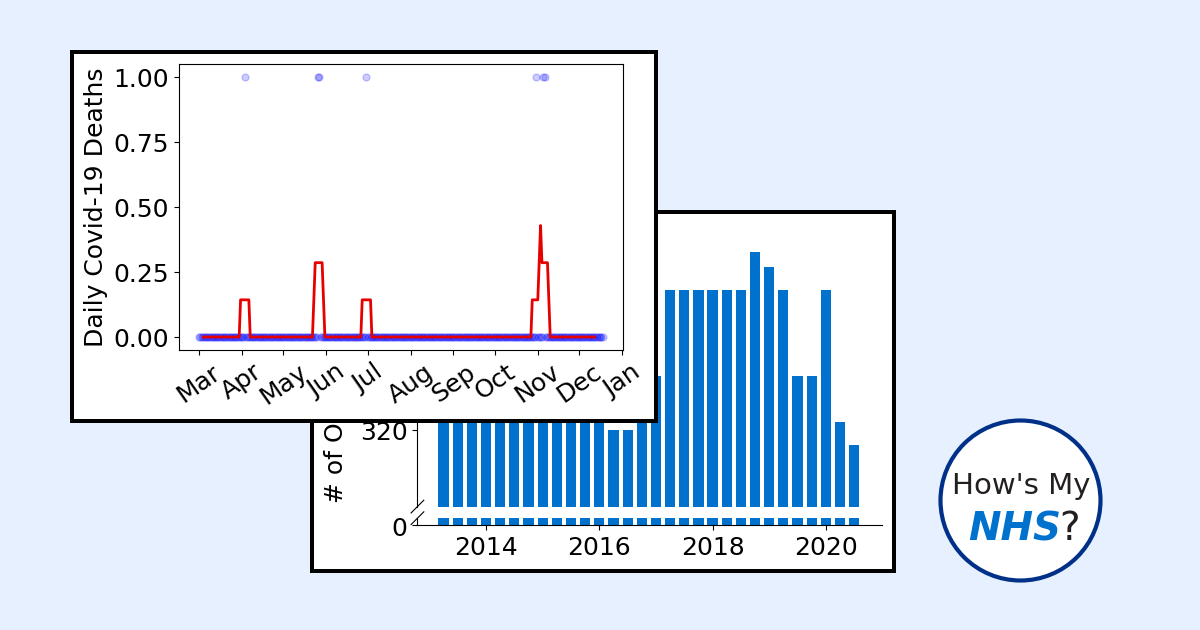 Daily Covid-19 Deaths
1.00
0.75
0.50
0.25
0.00
Mar Apr May Jun Jul Aug Sep Oct Nov Dec Jan
# of O
320
0
2014 2016 2018 2020
How's My
NHS?